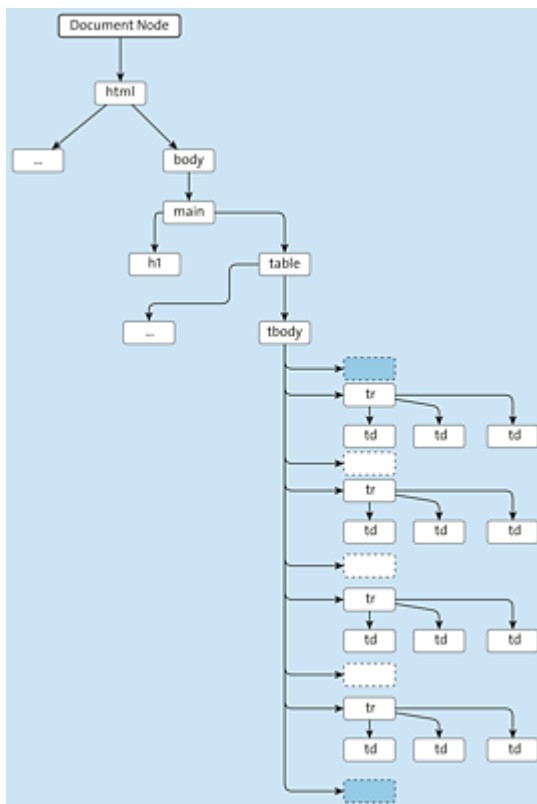 Document Node
html
... body
main
h1 table
... tbody
tr
td td td
tr
td td td
tr
td td td
tr
td td td